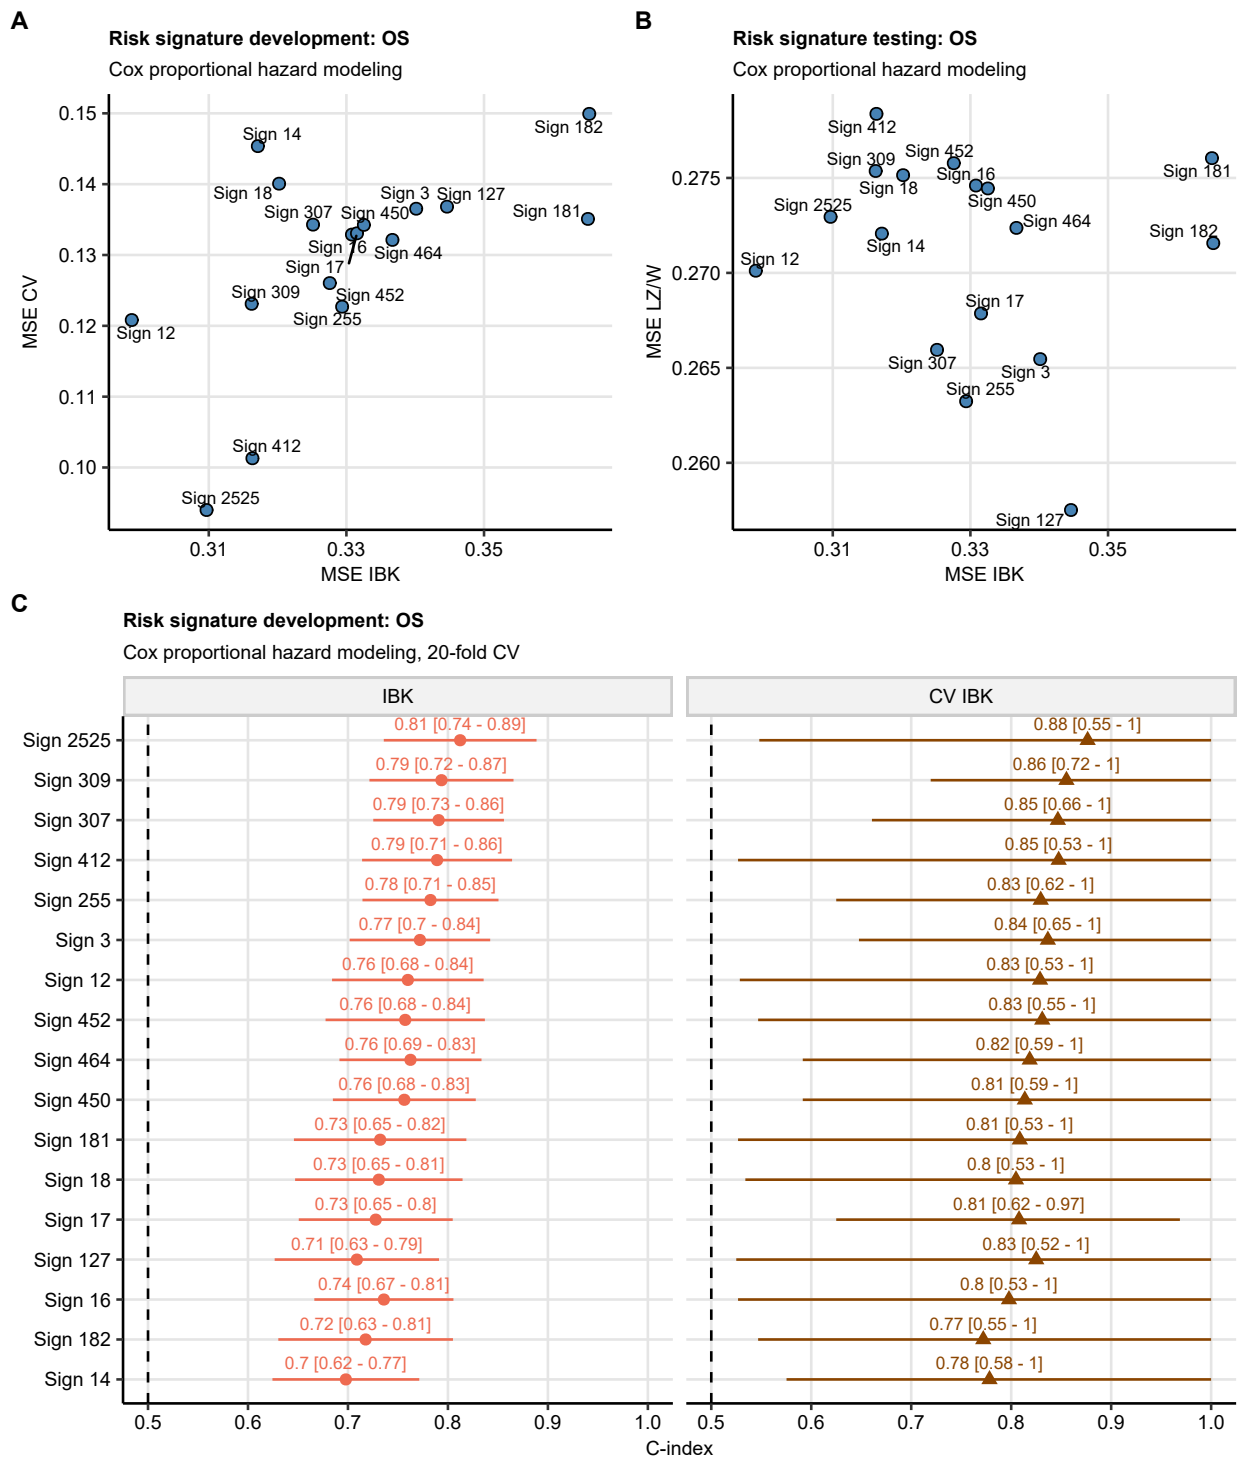 A
Risk signature development: OS
Cox proportional hazard modeling
MSE CV
0.15
0.14
0.13
0.12
0.11
0.10
Sign 182
Sign 14
Sign 18
Sign 3
Sign 127
Sign 307
Sign 450
Sign 181
Sign 16
Sign 464
Sign 17
Sign 309
Sign 452
Sign 255
Sign 12
Sign 412
Sign 2525
0.31
0.33
0.35
MSE IBK
B
Risk signature testing: OS
Cox proportional hazard modeling
MSE LZ/W
0.275
0.270
0.265
0.260
Sign 412
Sign 452
Sign 309
Sign 16
Sign 181
Sign 18
Sign 450
Sign 2525
Sign 464
Sign 182
Sign 14
Sign 12
Sign 17
Sign 307
Sign 3
Sign 255
Sign 127
0.31
0.33
0.35
MSE IBK
C
Risk signature development: OS
Cox proportional hazard modeling, 20-fold CV
IBK
CV IBK
Sign 2525
0.81 [0.74 - 0.89]
0.88 [0.55 - 1]
Sign 309
0.79 [0.72 - 0.87]
0.86 [0.72 - 1]
Sign 307
0.79 [0.73 - 0.86]
0.85 [0.66 - 1]
Sign 412
0.79 [0.71 - 0.86]
0.85 [0.53 - 1]
Sign 255
0.78 [0.71 - 0.85]
0.83 [0.62 - 1]
Sign 3
0.77 [0.7 - 0.84]
0.84 [0.65 - 1]
Sign 12
0.76 [0.68 - 0.84]
0.83 [0.53 - 1]
Sign 452
0.76 [0.68 - 0.84]
0.83 [0.55 - 1]
Sign 464
0.76 [0.69 - 0.83]
0.82 [0.59 - 1]
Sign 450
0.76 [0.68 - 0.83]
0.81 [0.59 - 1]
Sign 181
0.73 [0.65 - 0.82]
0.81 [0.53 - 1]
Sign 18
0.73 [0.65 - 0.81]
0.8 [0.53 - 1]
Sign 17
0.73 [0.65 - 0.8]
0.81 [0.62 - 0.97]
Sign 127
0.71 [0.63 - 0.79]
0.83 [0.52 - 1]
Sign 16
0.74 [0.67 - 0.81]
0.8 [0.53 - 1]
Sign 182
0.72 [0.63 - 0.81]
0.77 [0.55 - 1]
Sign 14
0.7 [0.62 - 0.77]
0.78 [0.58 - 1]
0.5
0.6
0.7
0.8
0.9
1.0
0.5
0.6
0.7
0.8
0.9
1.0
C-index